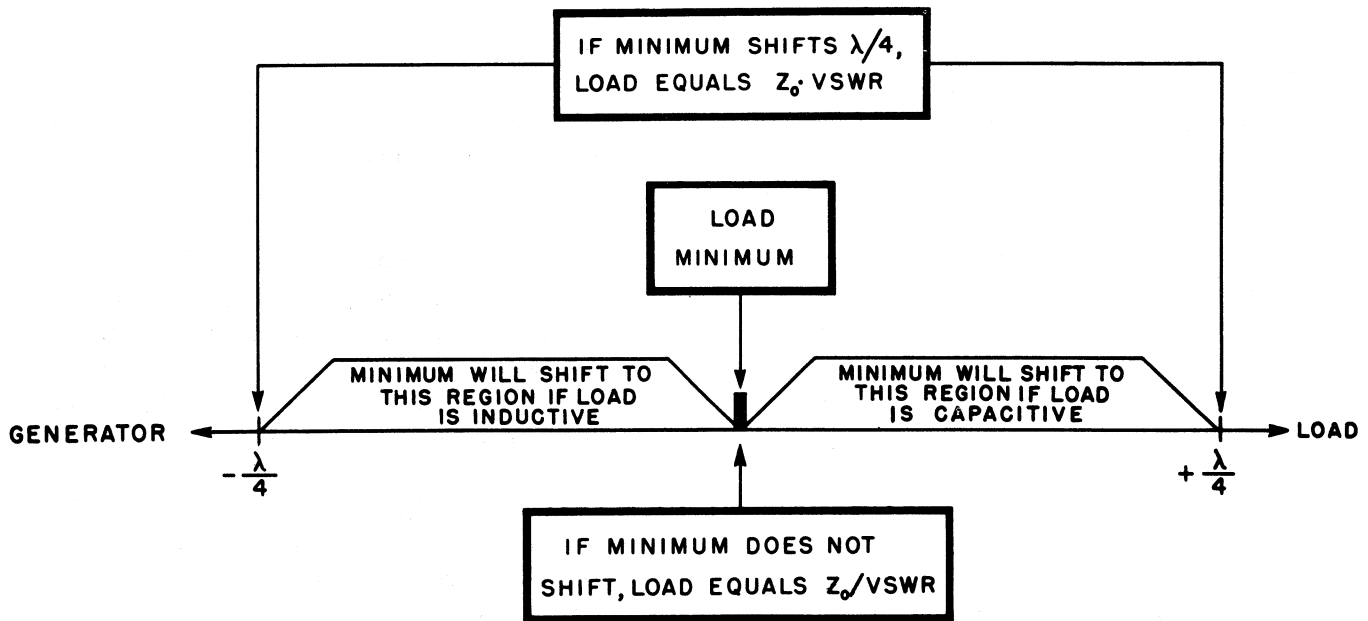 IF MINIMUM SHIFTS λ/4,
LOAD EQUALS Z₀· VSWR
LOAD
MINIMUM
MINIMUM WILL SHIFT TO
THIS REGION IF LOAD
IS INDUCTIVE
MINIMUM WILL SHIFT TO
THIS REGION IF LOAD
IS CAPACITIVE
GENERATOR
LOAD
- λ/4
+ λ/4
IF MINIMUM DOES NOT
SHIFT, LOAD EQUALS Z₀/VSWR